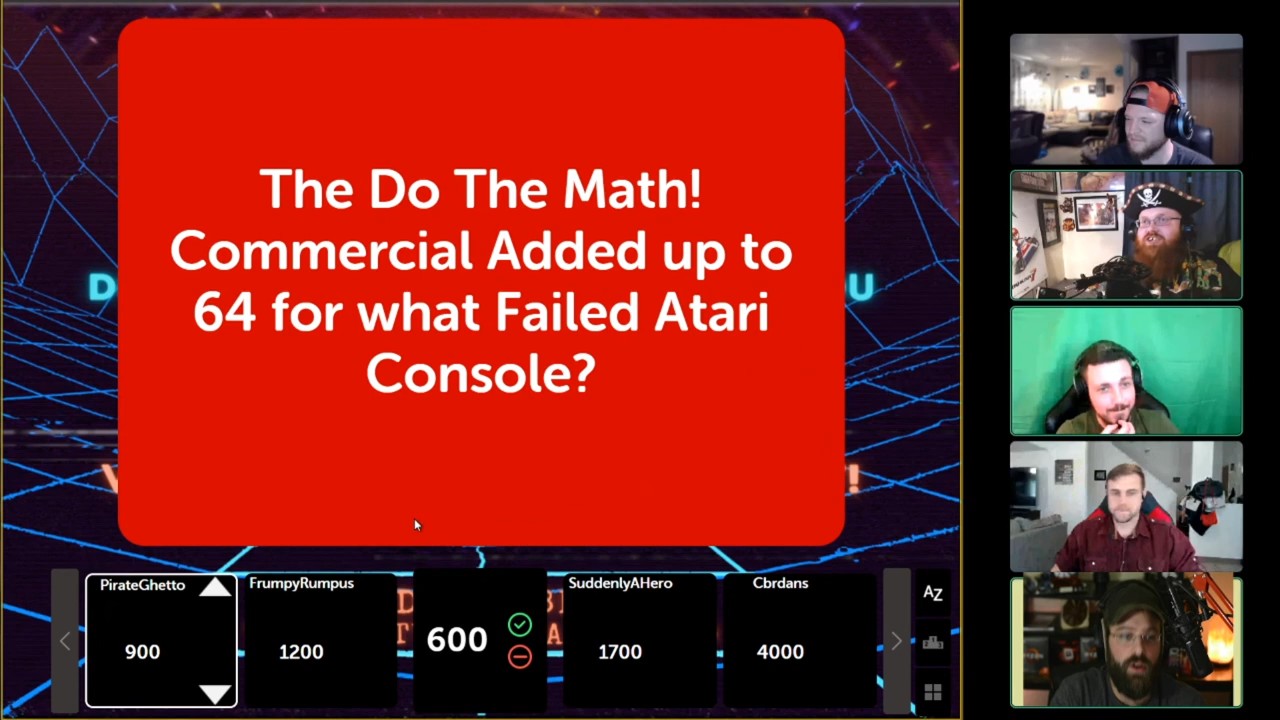 The Do The Math!
Commercial Added up to
64 for what Failed Atari
Console?
PirateGhetto
900
FrumpyRumpus
1200
600
SuddenlyAHero
1700
Cbrdans
4000
AZ